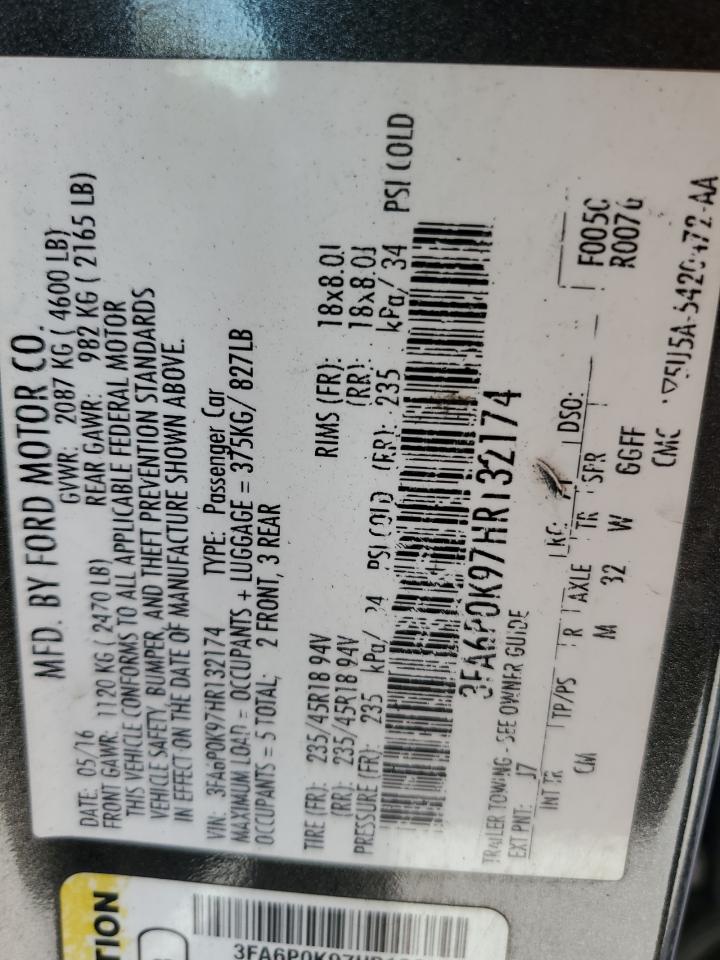 MFD. BY FORD MOTOR CO.
DATE: 05/16 GVWR: 2087 KG ( 4600 LB)
FRONT GAWR: 1120 KG ( 2470 LB) REAR GAWR: 982 KG ( 2165 LB)
THIS VEHICLE CONFORMS TO ALL APPLICABLE FEDERAL MOTOR
VEHICLE SAFETY, BUMPER, AND THEFT PREVENTION STANDARDS
IN EFFECT ON THE DATE OF MANUFACTURE SHOWN ABOVE.
VIN: 3FA6P0K97HR132174 TYPE: Passenger Car
MAXIMUM LOAD = OCCUPANTS + LUGGAGE = 375KG/ 827LB
OCCUPANTS = 5 TOTAL; 2 FRONT, 3 REAR
TIRE (FR): 235/45R18 94V RIMS (FR): 18x8.0J
(RR): 235/45R18 94V (RR): 18x8.0J
PRESSURE (FR): 235 kPa/ 34 PSI COLD (RR): 235 kPa/ 34 PSI COLD
3FA6P0K97HR132174
TRAILER TOWING - SEE OWNER GUIDE
EXT PNT: J7 DSO: F005C
INT TR TP/PS R AXLE TR SPR R0076
CM M 32 W GGFF
CMC
TION